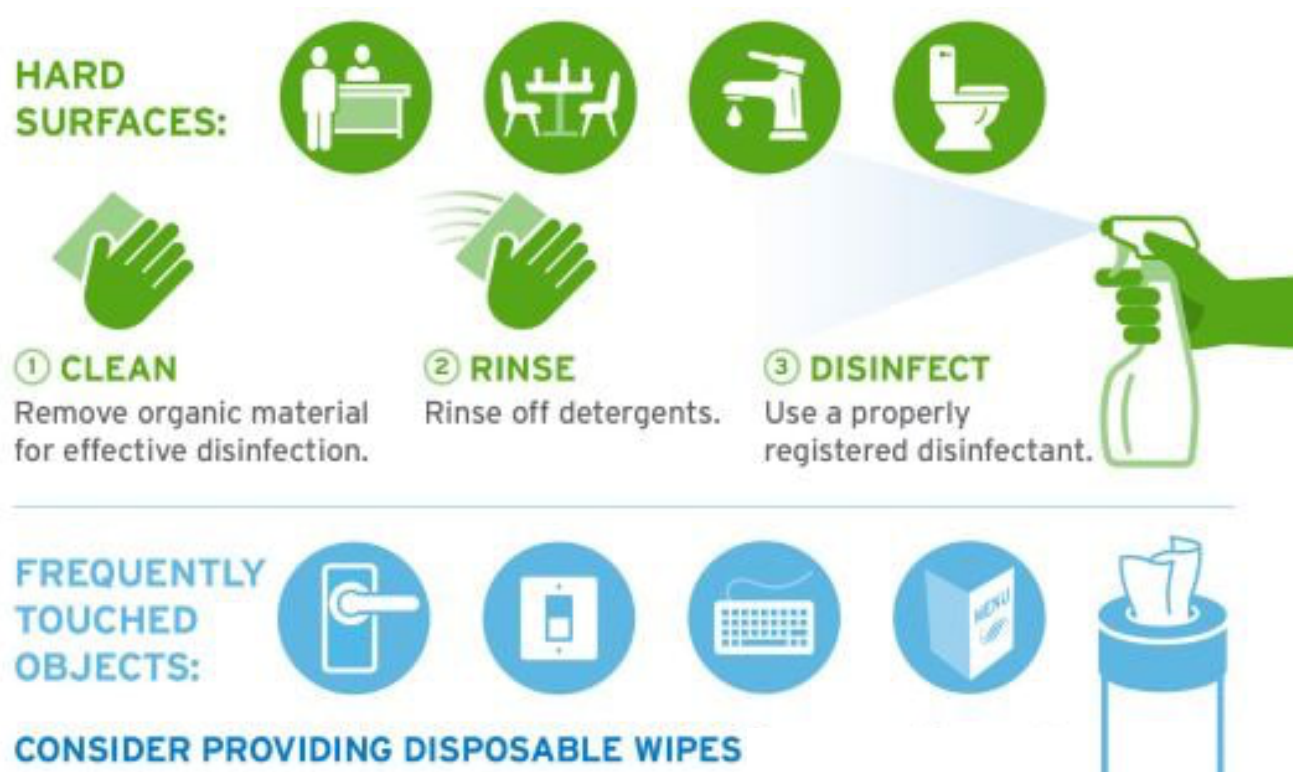 HARD
SURFACES:
① CLEAN
Remove organic material
for effective disinfection.
② RINSE
Rinse off detergents.
③ DISINFECT
Use a properly
registered disinfectant.
FREQUENTLY
TOUCHED
OBJECTS:
MENU
CONSIDER PROVIDING DISPOSABLE WIPES